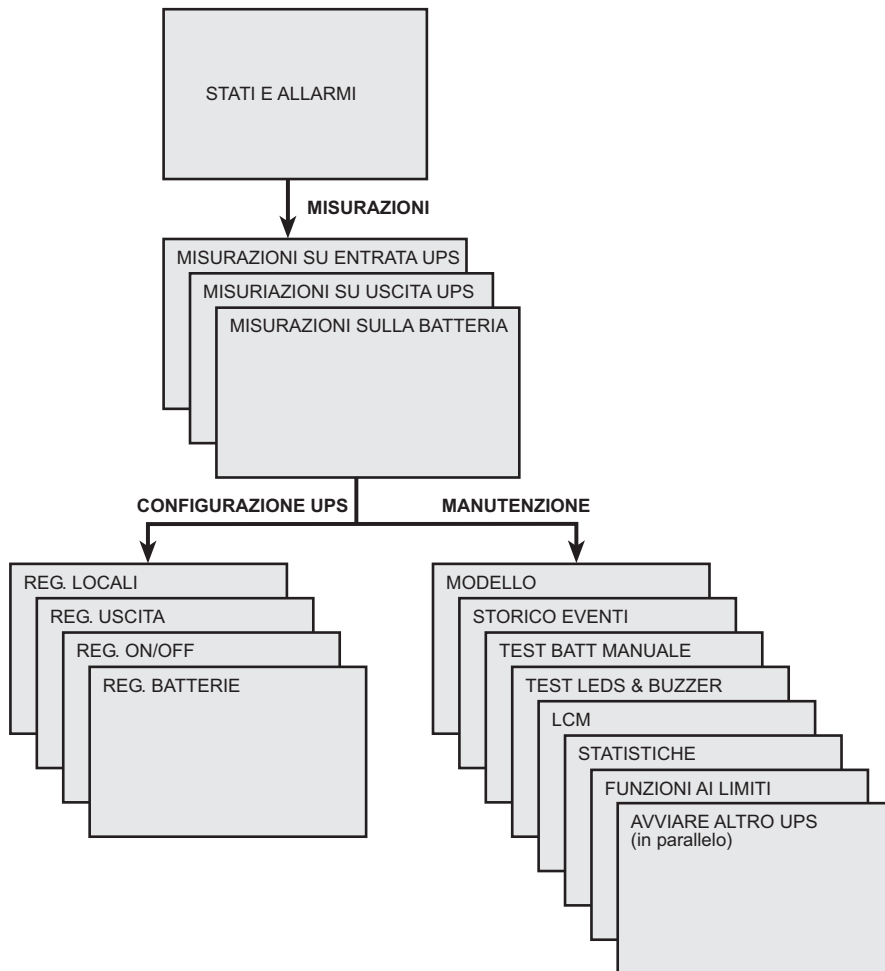 STATI E ALLARMI
MISURAZIONI
MISURAZIONI SU ENTRATA UPS
MISURIAZIONI SU USCITA UPS
MISURAZIONI SULLA BATTERIA
CONFIGURAZIONE UPS
MANUTENZIONE
REG. LOCALI
REG. USCITA
REG. ON/OFF
REG. BATTERIE
MODELLO
STORICO EVENTI
TEST BATT MANUALE
TEST LEDS & BUZZER
LCM
STATISTICHE
FUNZIONI AI LIMITI
AVVIARE ALTRO UPS
(in parallelo)